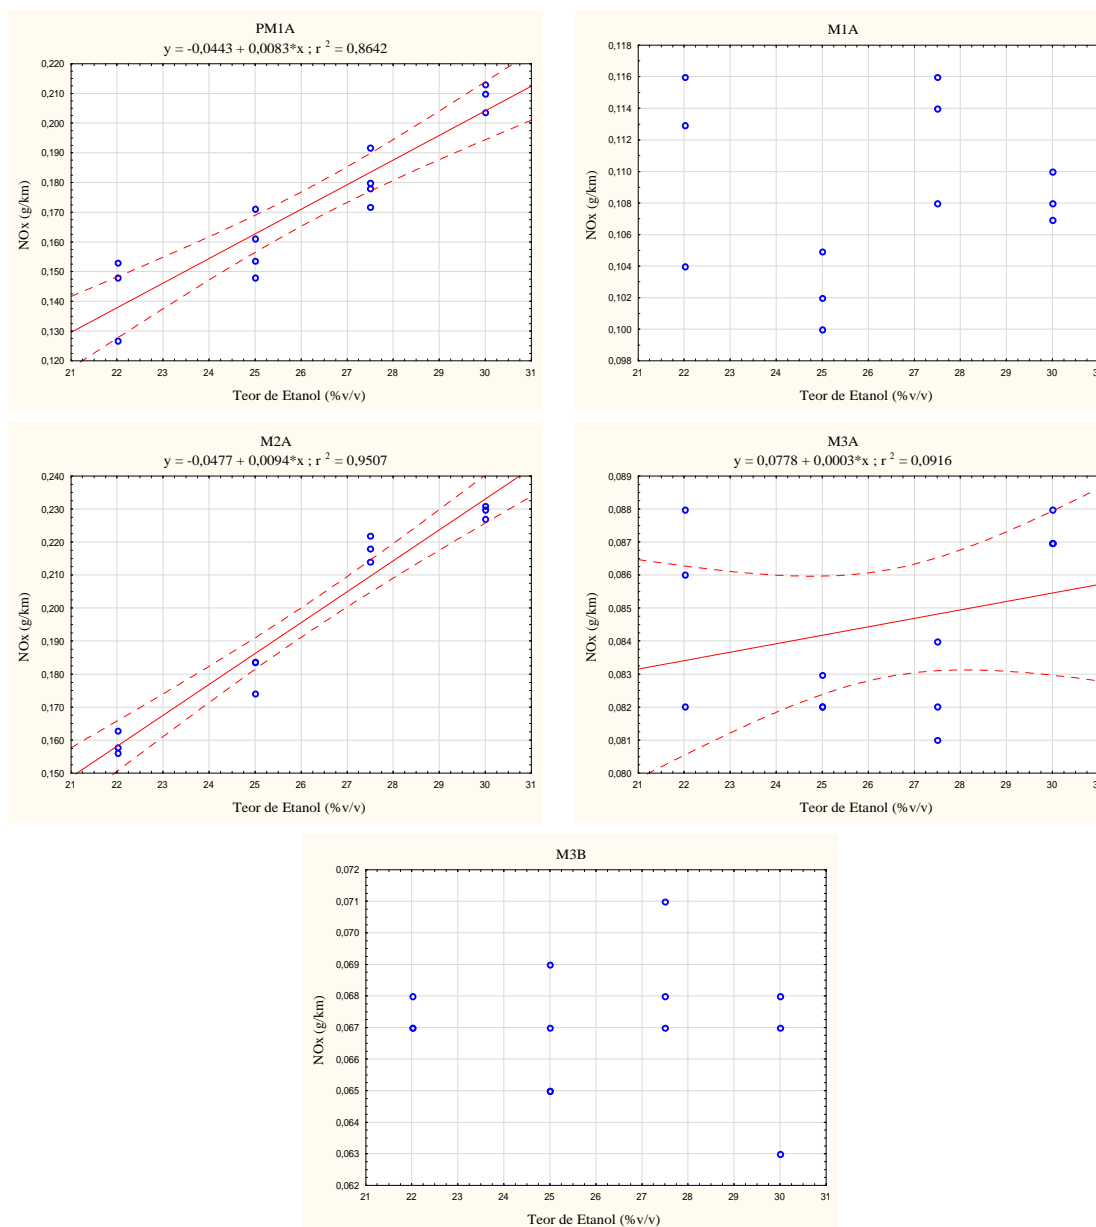 PM1A
y = -0,0443 + 0,0083*x ; r 2 = 0,8642
0,220
0,210
0,200
0,190
0,180
0,170
0,160
0,150
0,140
0,130
0,120
NOx (g/km)
21 22 23 24 25 26 27 28 29 30 31
Teor de Etanol (%v/v)
M1A
0,118
0,116
0,114
0,112
0,110
0,108
0,106
0,104
0,102
0,100
0,098
NOx (g/km)
21 22 23 24 25 26 27 28 29 30
Teor de Etanol (%v/v)
M2A
y = -0,0477 + 0,0094*x ; r 2 = 0,9507
0,240
0,230
0,220
0,210
0,200
0,190
0,180
0,170
0,160
0,150
NOx (g/km)
21 22 23 24 25 26 27 28 29 30 31
Teor de Etanol (%v/v)
M3A
y = 0,0778 + 0,0003*x ; r 2 = 0,0916
0,089
0,088
0,087
0,086
0,085
0,084
0,083
0,082
0,081
0,080
NOx (g/km)
21 22 23 24 25 26 27 28 29 30
Teor de Etanol (%v/v)
M3B
0,072
0,071
0,070
0,069
0,068
0,067
0,066
0,065
0,064
0,063
0,062
NOx (g/km)
21 22 23 24 25 26 27 28 29 30 31
Teor de Etanol (%v/v)